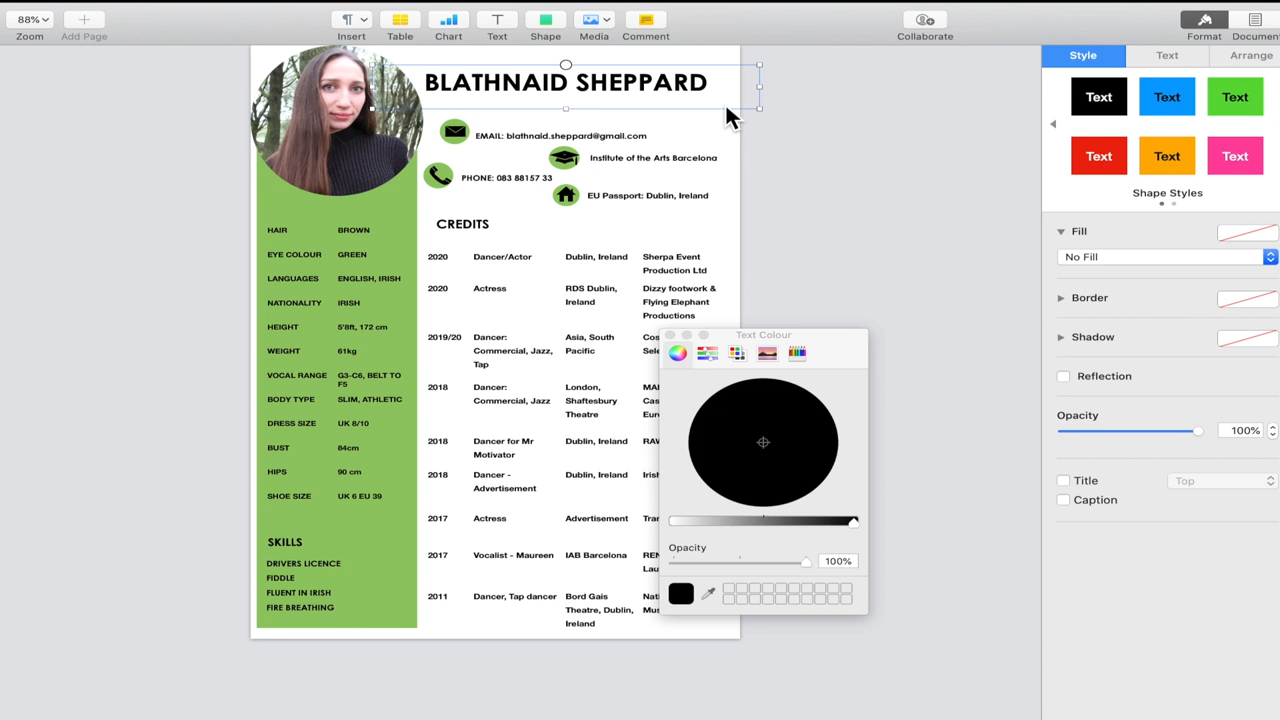 88%
Zoom
Add Page
Insert
Table
Chart
Text
Shape
Media
Comment
Collaborate
Format
Document
Style
Text
Arrange
Text
Text
Text
Text
Text
Text
Shape Styles
Fill
No Fill
Border
Shadow
Reflection
Opacity
100%
Title
Top
Caption
BLATHNAID SHEPPARD
EMAIL: blathnaid.sheppard@gmail.com
Institute of the Arts Barcelona
PHONE: 083 88157 33
EU Passport: Dublin, Ireland
HAIR BROWN
EYE COLOUR GREEN
LANGUAGES ENGLISH, IRISH
NATIONALITY IRISH
HEIGHT 5'8ft, 172 cm
WEIGHT 61kg
VOCAL RANGE G3-C6, BELT TO
F5
BODY TYPE SLIM, ATHLETIC
DRESS SIZE UK 8/10
BUST 84cm
HIPS 90 cm
SHOE SIZE UK 6 EU 39
SKILLS
DRIVERS LICENCE
FIDDLE
FLUENT IN IRISH
FIRE BREATHING
CREDITS
2020 Dancer/Actor Dublin, Ireland Sherpa Event
Production Ltd
2020 Actress RDS Dublin, Dizzy footwork &
Ireland Flying Elephant
Productions
2019/20 Dancer: Asia, South
Commercial, Jazz, Pacific
Tap
2018 Dancer: London,
Commercial, Jazz Shaftesbury
Theatre
2018 Dancer for Mr Dublin, Ireland
Motivator
2018 Dancer - Dublin, Ireland
Advertisement
2017 Actress Advertisement
2017 Vocalist - Maureen IAB Barcelona
2011 Dancer, Tap dancer Bord Gais
Theatre, Dublin,
Ireland
Text Colour
Opacity
100%